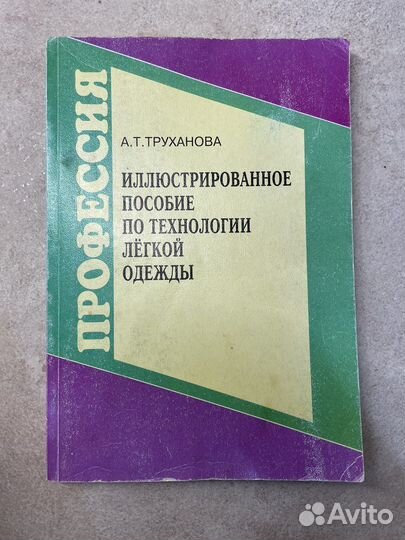 ПРОФЕССИЯ
А.Т.ТРУХАНОВА
ИЛЛЮСТРИРОВАННОЕ
ПОСОБИЕ
ПО ТЕХНОЛОГИИ
ЛЁГКОЙ
ОДЕЖДЫ
Avito